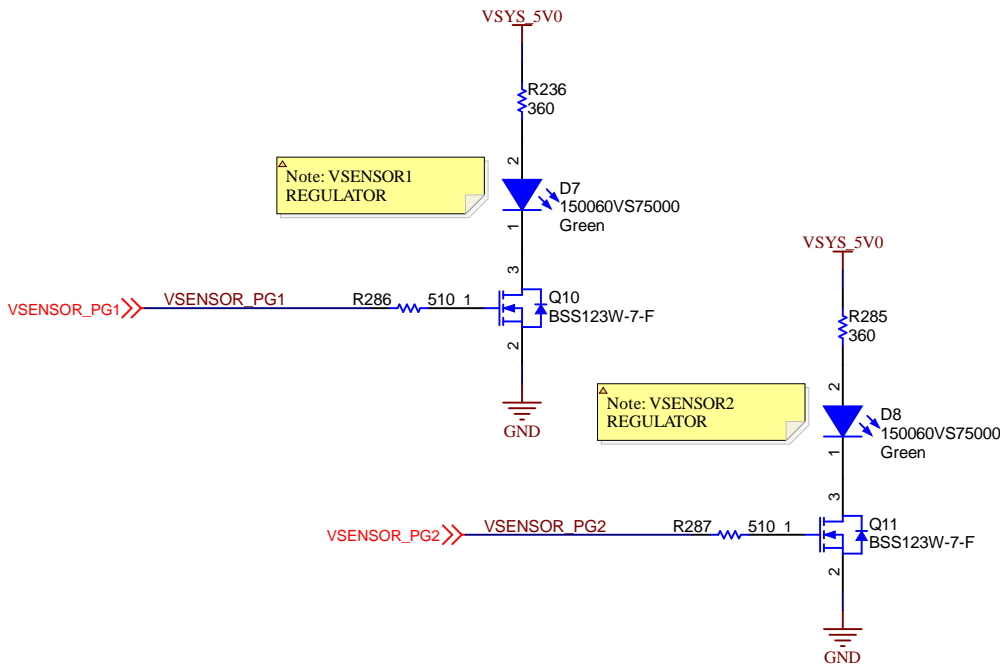 VSYS_5V0
R236
360
2
Note: VSENSOR1
REGULATOR
D7
150060VS75000
Green
1
3
VSENSOR_PG1
VSENSOR_PG1
R286
510
1
Q10
BSS123W-7-F
2
GND
VSYS_5V0
R285
360
2
Note: VSENSOR2
REGULATOR
D8
150060VS75000
Green
1
3
VSENSOR_PG2
VSENSOR_PG2
R287
510
1
Q11
BSS123W-7-F
2
GND